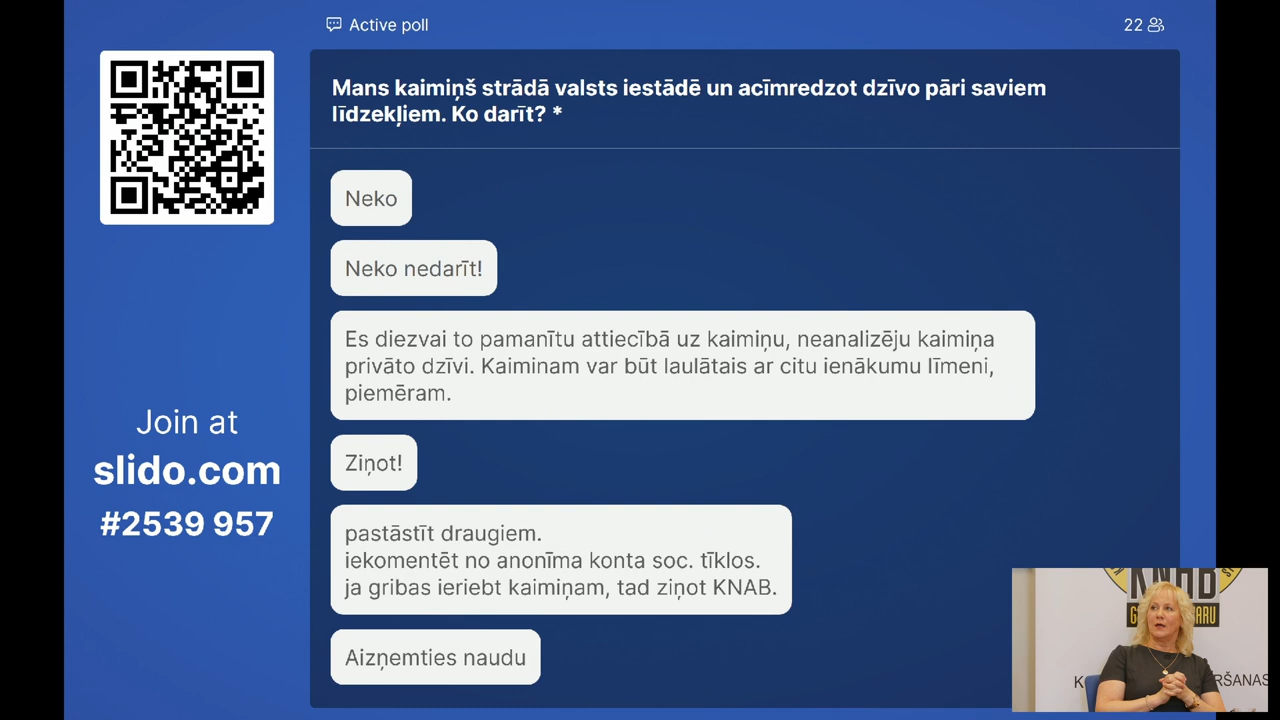 Active poll
22
Mans kaimiņš strādā valsts iestādē un acīmredzot dzīvo pāri saviem
līdzekļiem. Ko darīt? *
Neko
Neko nedarīt!
Es diezvai to pamanītu attiecībā uz kaimiņu, neanalizēju kaimiņa
privāto dzīvi. Kaiminam var būt laulātais ar citu ienākumu līmeni,
piemēram.
Ziņot!
pastāstīt draugiem.
iekomentēt no anonīma konta soc. tīklos.
ja gribas ieriebt kaimiņam, tad ziņot KNAB.
Aizņemties naudu
Join at
slido.com
#2539 957
KNAB